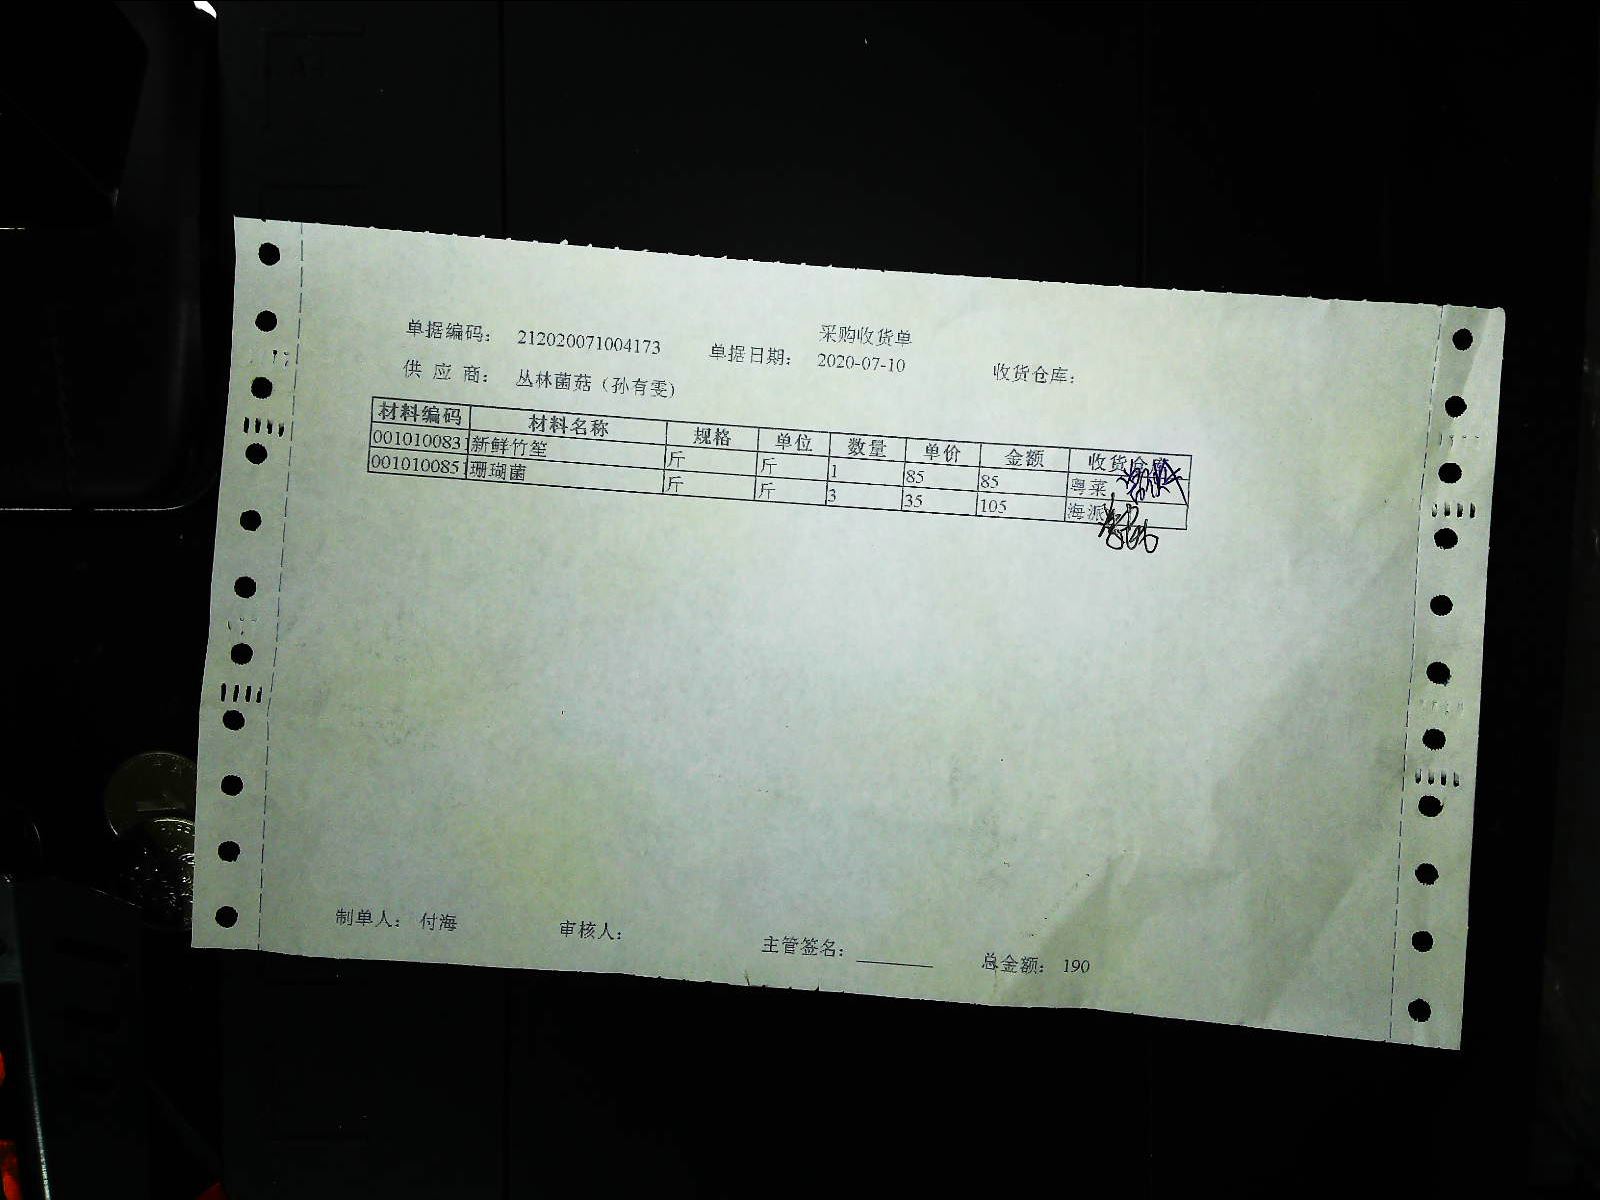 采购收货单
单据编码： 212020071004173 单据日期： 2020-07-10 收货仓库：
供 应 商： 丛林菌菇（孙有雯）
材料编码 材料名称 规格 单位 数量 单价 金额 收货仓库
0010100831 新鲜竹笙 斤 斤 1 85 85 粤菜
0010100851 珊瑚菌 斤 斤 3 35 105 海派
制单人： 付海 审核人： 主管签名： 总金额： 190